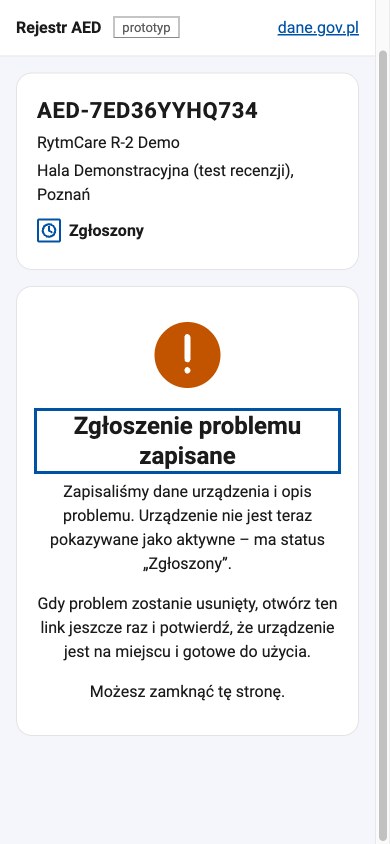 Rejestr AED prototyp dane.gov.pl
AED-7ED36YYHQ734
RytmCare R-2 Demo
Hala Demonstracyjna (test recenzji),
Poznań
Zgłoszony
Zgłoszenie problemu
zapisane
Zapisaliśmy dane urządzenia i opis
problemu. Urządzenie nie jest teraz
pokazywane jako aktywne – ma status
„Zgłoszony”.
Gdy problem zostanie usunięty, otwórz ten
link jeszcze raz i potwierdź, że urządzenie
jest na miejscu i gotowe do użycia.
Możesz zamknąć tę stronę.